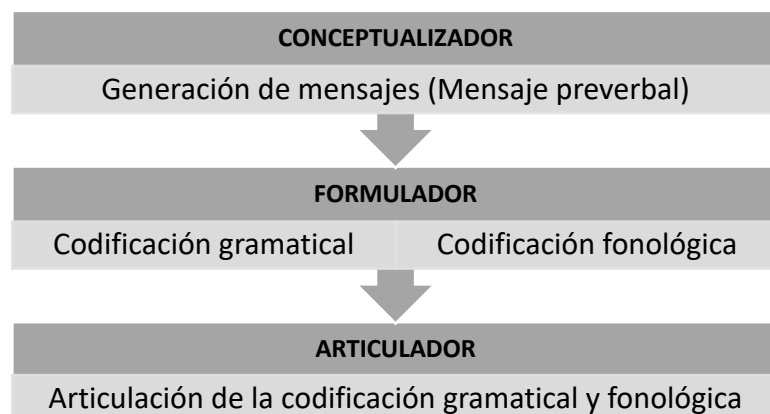 CONCEPTUALIZADOR
Generación de mensajes (Mensaje preverbal)
FORMULADOR
Codificación gramatical Codificación fonológica
ARTICULADOR
Articulación de la codificación gramatical y fonológica